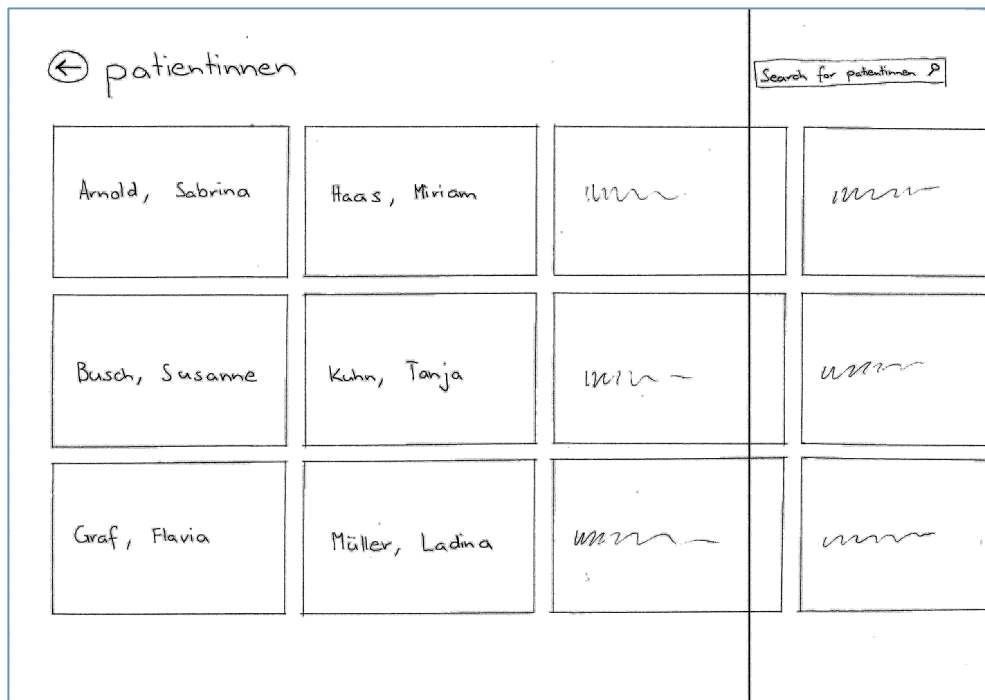 patientinnen
Search for patientinnen
Arnold, Sabrina
Haas, Miriam
Busch, Susanne
Kuhn, Tanja
Graf, Flavia
Müller, Ladina